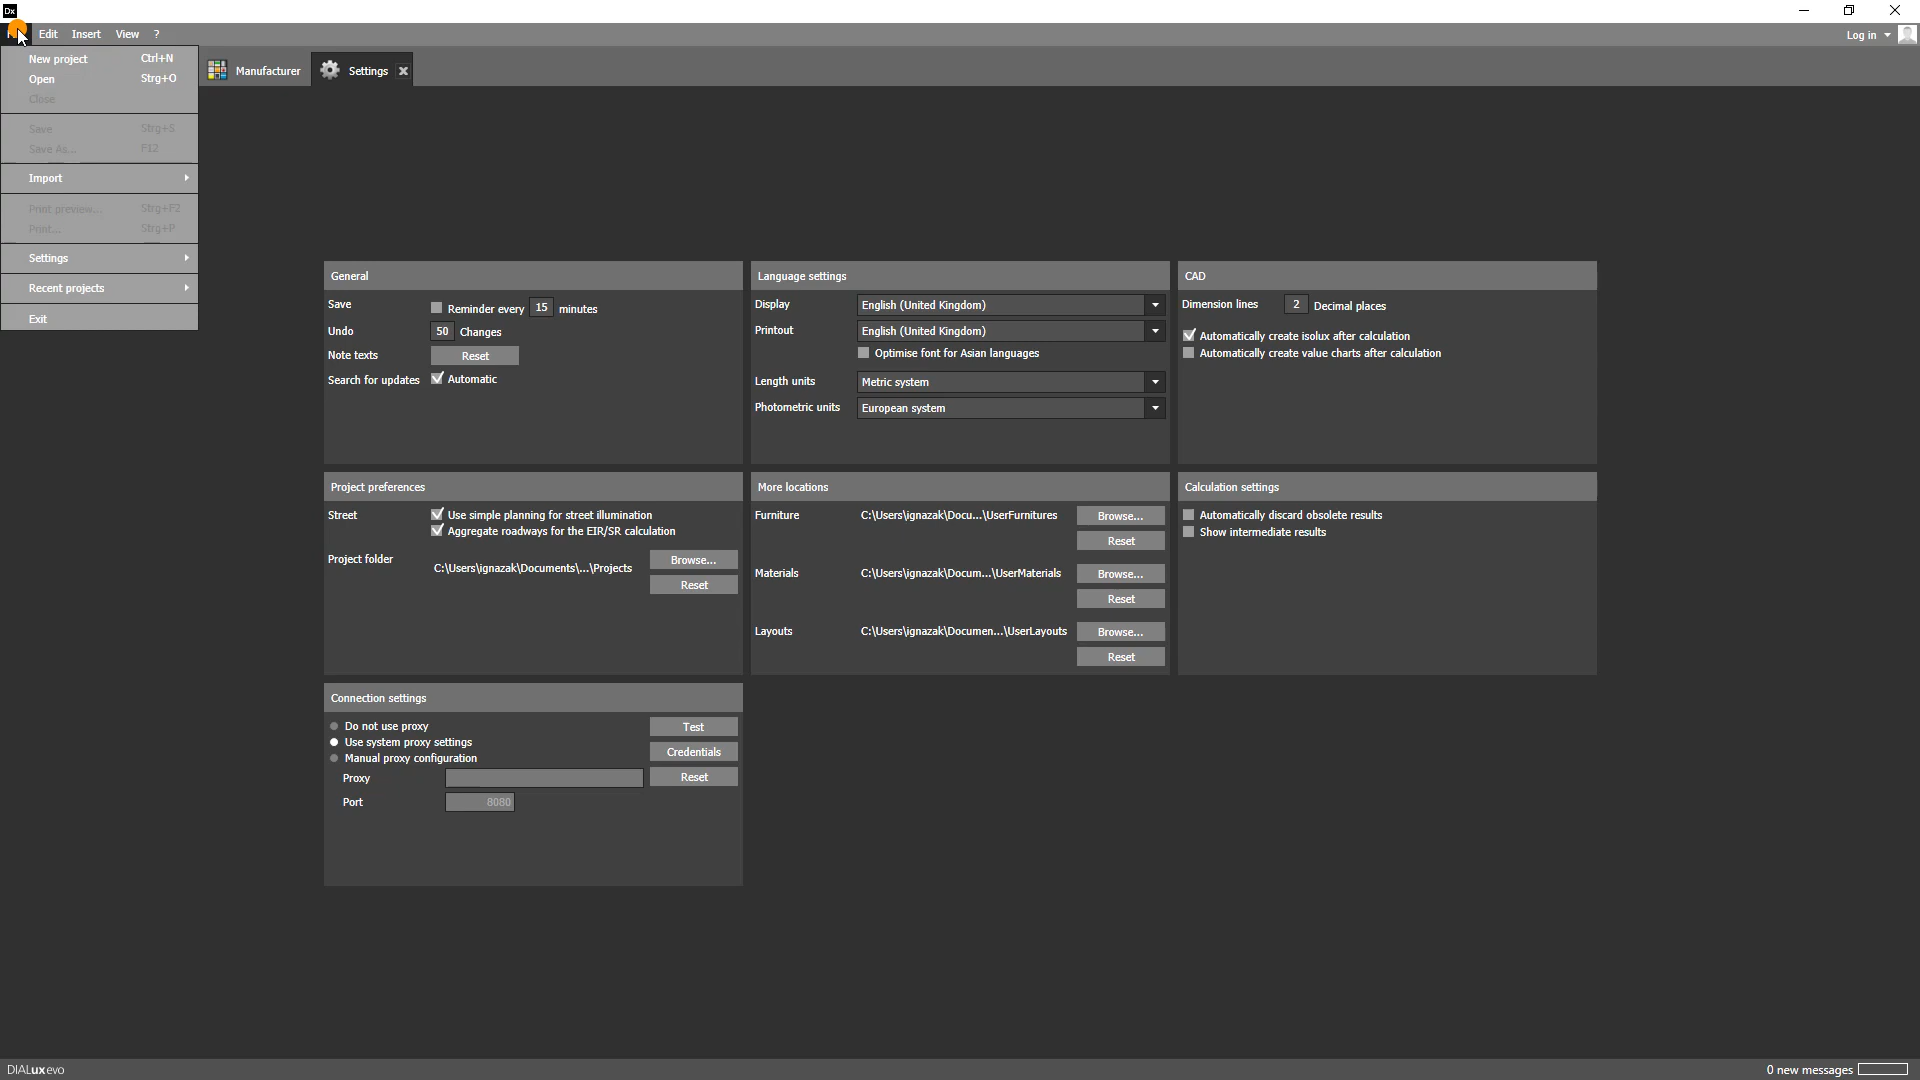 Dx
Edit Insert View ?
Log in
New project Ctrl+N
Open Strg+O
Close
Save Strg+S
Save As... F12
Import
Print preview... Strg+F2
Print... Strg+P
Settings
Recent projects
Exit
Manufacturer
Settings
General
Save Reminder every 15 minutes
Undo 50 Changes
Note texts Reset
Search for updates Automatic
Language settings
Display English (United Kingdom)
Printout English (United Kingdom)
Optimise font for Asian languages
Length units Metric system
Photometric units European system
CAD
Dimension lines 2 Decimal places
Automatically create isolux after calculation
Automatically create value charts after calculation
Project preferences
Street Use simple planning for street illumination
Aggregate roadways for the EIR/SR calculation
Project folder C:\Users\ignazak\Documents\...\Projects Browse...
Reset
More locations
Furniture C:\Users\ignazak\Docu...\UserFurnitures Browse...
Reset
Materials C:\Users\ignazak\Docum...\UserMaterials Browse...
Reset
Layouts C:\Users\ignazak\Documen...\UserLayouts Browse...
Reset
Calculation settings
Automatically discard obsolete results
Show intermediate results
Connection settings
Do not use proxy Test
Use system proxy settings Credentials
Manual proxy configuration
Proxy Reset
Port 8080
DIALux evo
0 new messages